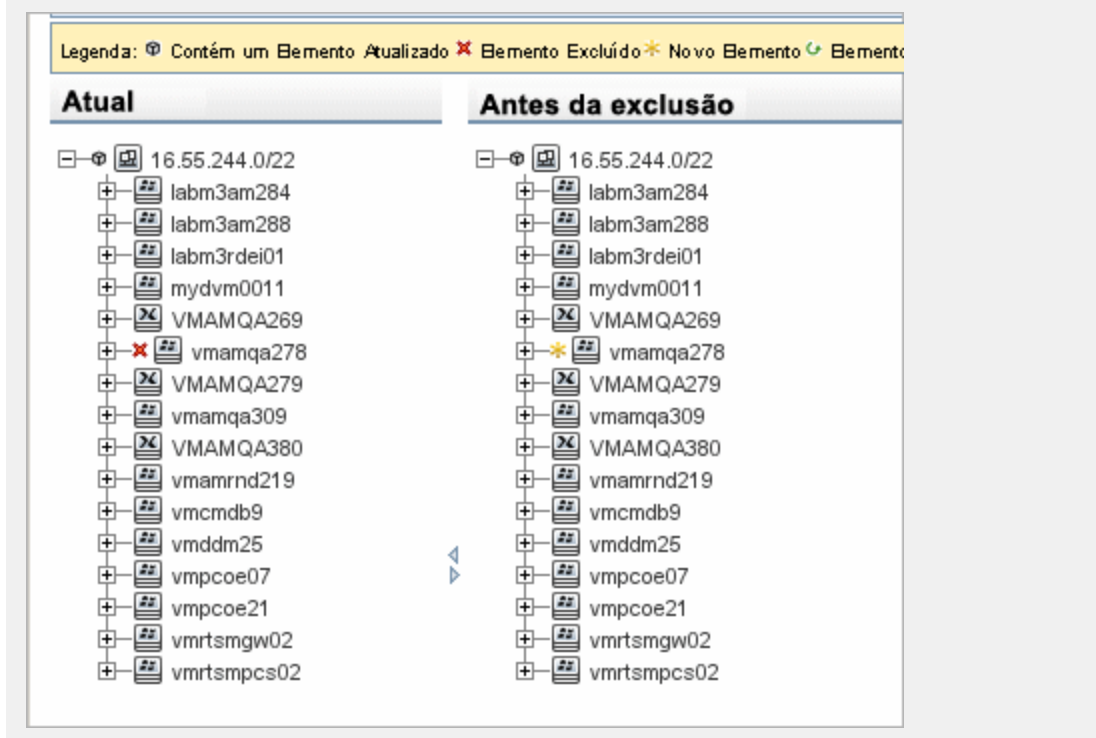 Legenda: Contém um Elemento Atualizado Elemento Excluído Novo Elemento Elemento
Atual
16.55.244.0/22
labm3am284
labm3am288
labm3rdei01
mydvm0011
VMAMQA269
vmamqa278
VMAMQA279
vmamqa309
VMAMQA380
vmamrnd219
vmcmdb9
vmddm25
vmpcoe07
vmpcoe21
vmrtsmgw02
vmrtsmpcs02
Antes da exclusão
16.55.244.0/22
labm3am284
labm3am288
labm3rdei01
mydvm0011
VMAMQA269
vmamqa278
VMAMQA279
vmamqa309
VMAMQA380
vmamrnd219
vmcmdb9
vmddm25
vmpcoe07
vmpcoe21
vmrtsmgw02
vmrtsmpcs02